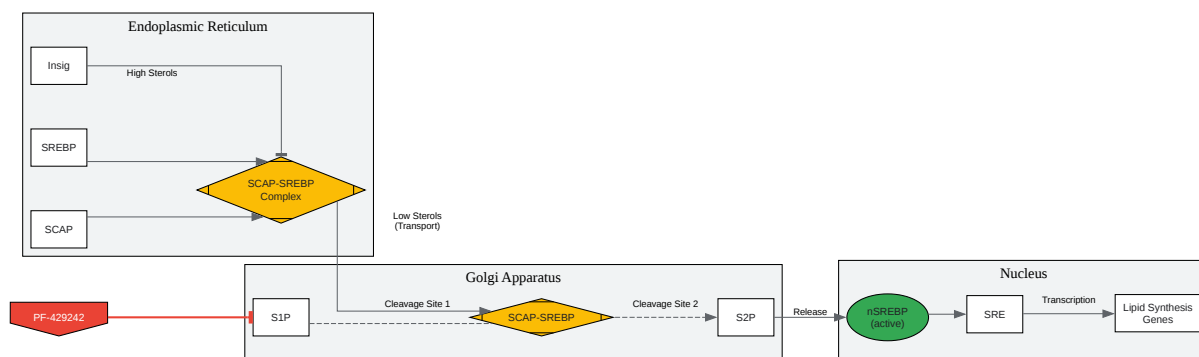 Endoplasmic Reticulum
Insig
High Sterols
SREBP
SCAP-SREBP
Complex
SCAP
Low Sterols
(Transport)
Golgi Apparatus
Nucleus
PF-429242
S1P
Cleavage Site 1
SCAP-SREBP
Cleavage Site 2
S2P
Release
nSREBP
(active)
SRE
Transcription
Lipid Synthesis
Genes